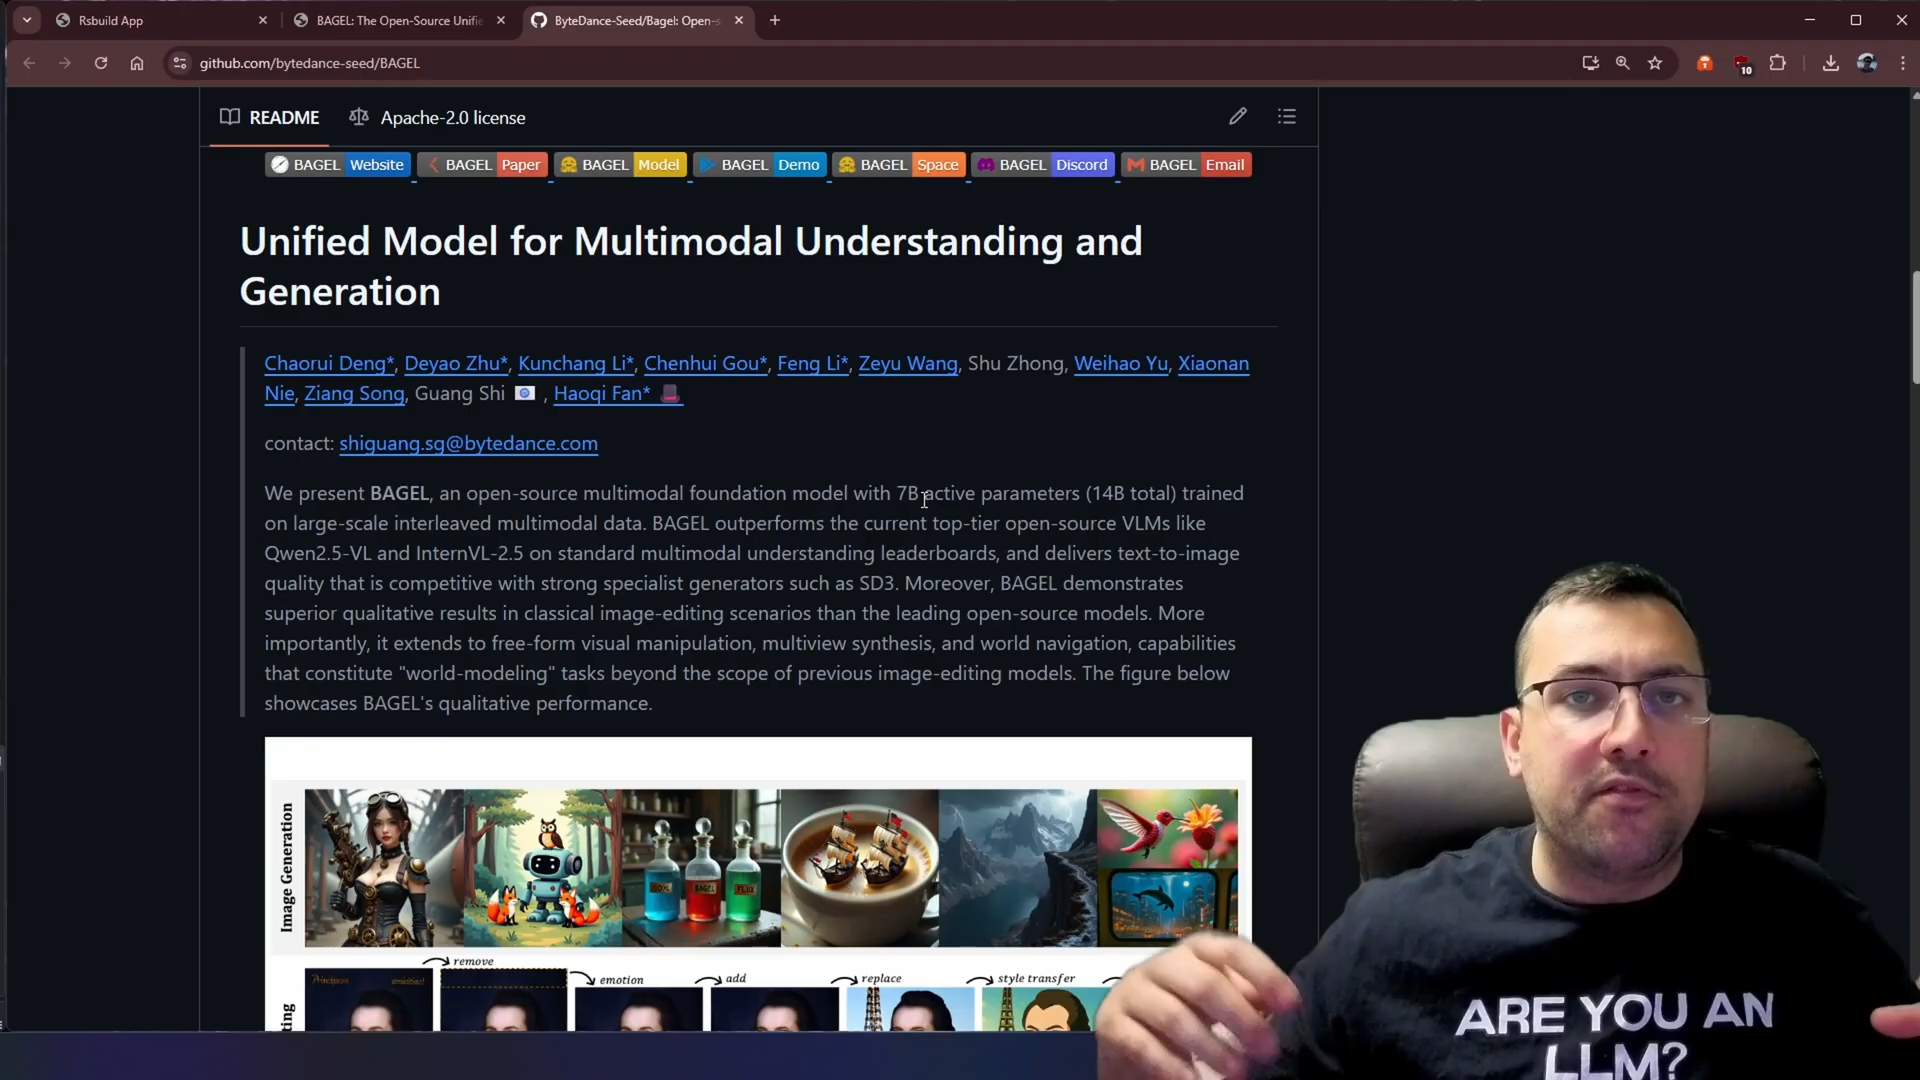 Rsbuild App
BAGEL: The Open-Source Unifie
ByteDance-Seed/Bagel: Open-s
github.com/bytedance-seed/BAGEL
10
README
Apache-2.0 license
BAGEL Website
BAGEL Paper
BAGEL Model
BAGEL Demo
BAGEL Space
BAGEL Discord
BAGEL Email
Unified Model for Multimodal Understanding and
Generation
Chaorui Deng*, Deyao Zhu*, Kunchang Li*, Chenhui Gou*, Feng Li*, Zeyu Wang, Shu Zhong, Weihao Yu, Xiaonan
Nie, Ziang Song, Guang Shi , Haoqi Fan*
contact: shiguang.sg@bytedance.com
We present BAGEL, an open-source multimodal foundation model with 7B active parameters (14B total) trained
on large-scale interleaved multimodal data. BAGEL outperforms the current top-tier open-source VLMs like
Qwen2.5-VL and InternVL-2.5 on standard multimodal understanding leaderboards, and delivers text-to-image
quality that is competitive with strong specialist generators such as SD3. Moreover, BAGEL demonstrates
superior qualitative results in classical image-editing scenarios than the leading open-source models. More
importantly, it extends to free-form visual manipulation, multiview synthesis, and world navigation, capabilities
that constitute "world-modeling" tasks beyond the scope of previous image-editing models. The figure below
showcases BAGEL's qualitative performance.
Image Generation
BAGEL
FLUX
remove
emotion
add
replace
style transfer
ting
ARE YOU AN
LLM?